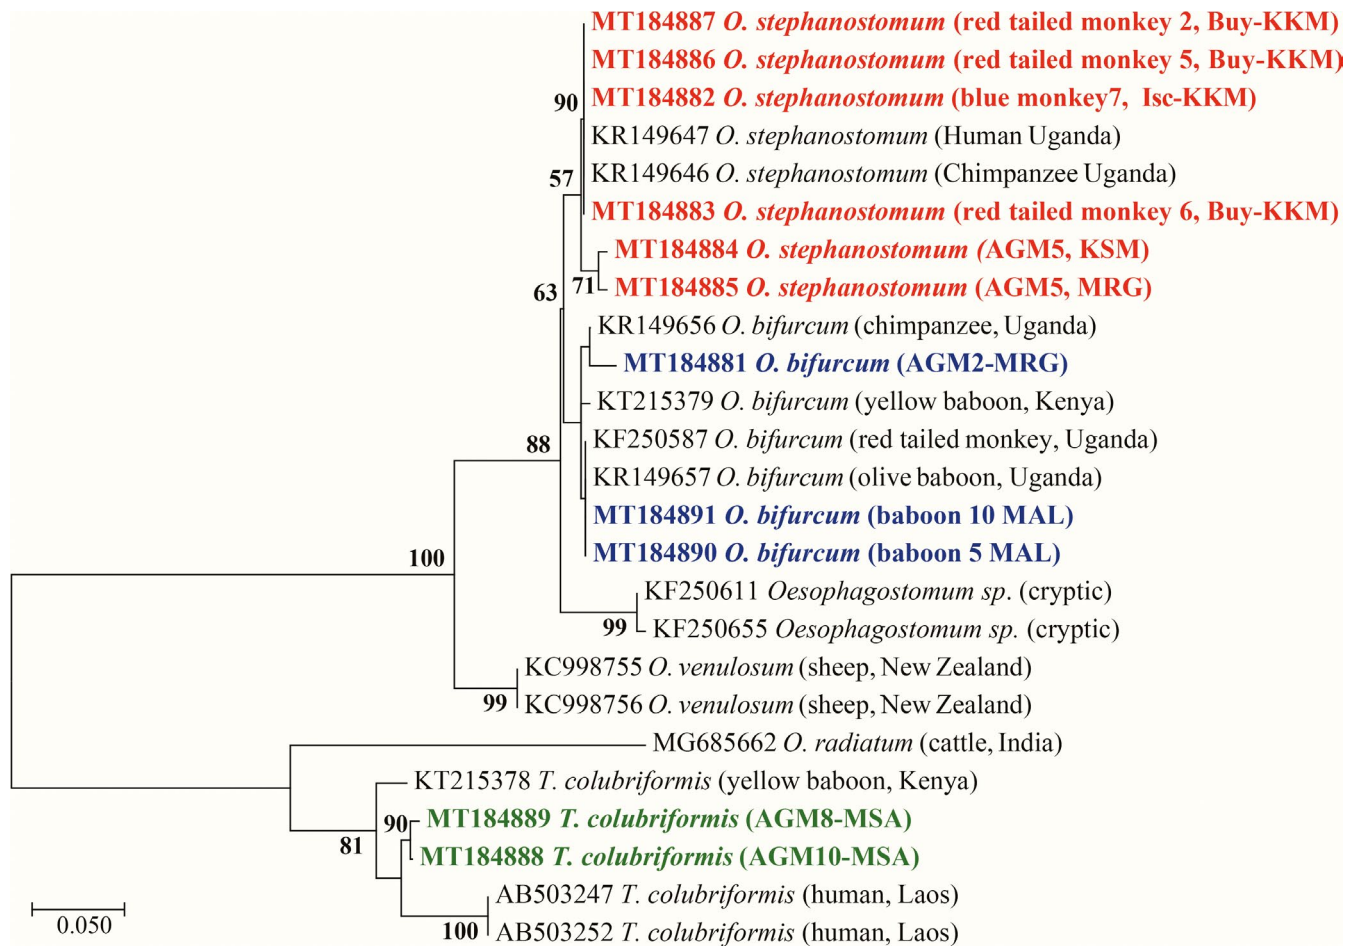 MT184887 O. stephanostomum (red tailed monkey 2, Buy-KKM)
MT184886 O. stephanostomum (red tailed monkey 5, Buy-KKM)
90
MT184882 O. stephanostomum (blue monkey7, Isc-KKM)
KR149647 O. stephanostomum (Human Uganda)
57
KR149646 O. stephanostomum (Chimpanzee Uganda)
MT184883 O. stephanostomum (red tailed monkey 6, Buy-KKM)
MT184884 O. stephanostomum (AGM5, KSM)
63
71
MT184885 O. stephanostomum (AGM5, MRG)
KR149656 O. bifurcum (chimpanzee, Uganda)
MT184881 O. bifurcum (AGM2-MRG)
KT215379 O. bifurcum (yellow baboon, Kenya)
88
KF250587 O. bifurcum (red tailed monkey, Uganda)
KR149657 O. bifurcum (olive baboon, Uganda)
MT184891 O. bifurcum (baboon 10 MAL)
100
MT184890 O. bifurcum (baboon 5 MAL)
KF250611 Oesophagostomum sp. (cryptic)
99
KF250655 Oesophagostomum sp. (cryptic)
KC998755 O. venulosum (sheep, New Zealand)
99
KC998756 O. venulosum (sheep, New Zealand)
MG685662 O. radiatum (cattle, India)
KT215378 T. colubriformis (yellow baboon, Kenya)
90
MT184889 T. colubriformis (AGM8-MSA)
81
MT184888 T. colubriformis (AGM10-MSA)
AB503247 T. colubriformis (human, Laos)
0.050
100
AB503252 T. colubriformis (human, Laos)